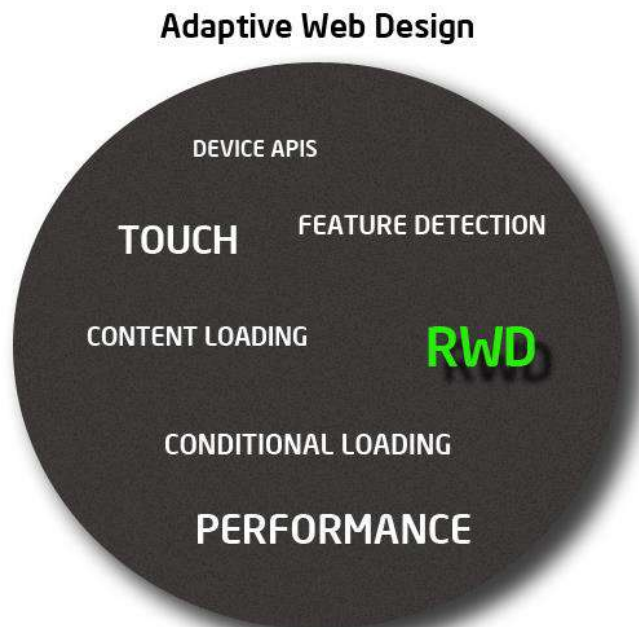 Adaptive Web Design
DEVICE APIS
TOUCH
FEATURE DETECTION
CONTENT LOADING
RWD
CONDITIONAL LOADING
PERFORMANCE